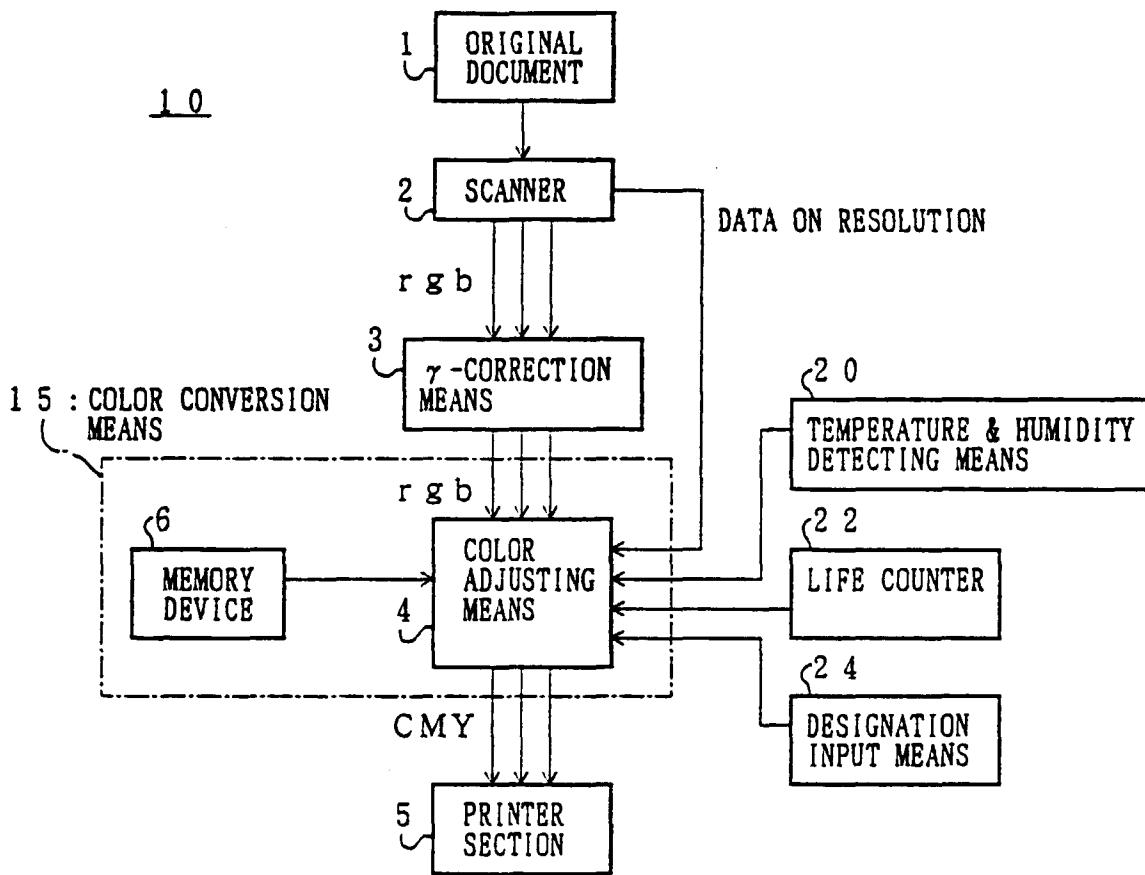 1
ORIGINAL
DOCUMENT
10
2
SCANNER
DATA ON RESOLUTION
r g b
3
γ-CORRECTION
MEANS
15: COLOR CONVERSION
MEANS
20
TEMPERATURE & HUMIDITY
DETECTING MEANS
r g b
6
MEMORY
DEVICE
4
COLOR
ADJUSTING
MEANS
22
LIFE COUNTER
24
DESIGNATION
INPUT MEANS
CMY
5
PRINTER
SECTION